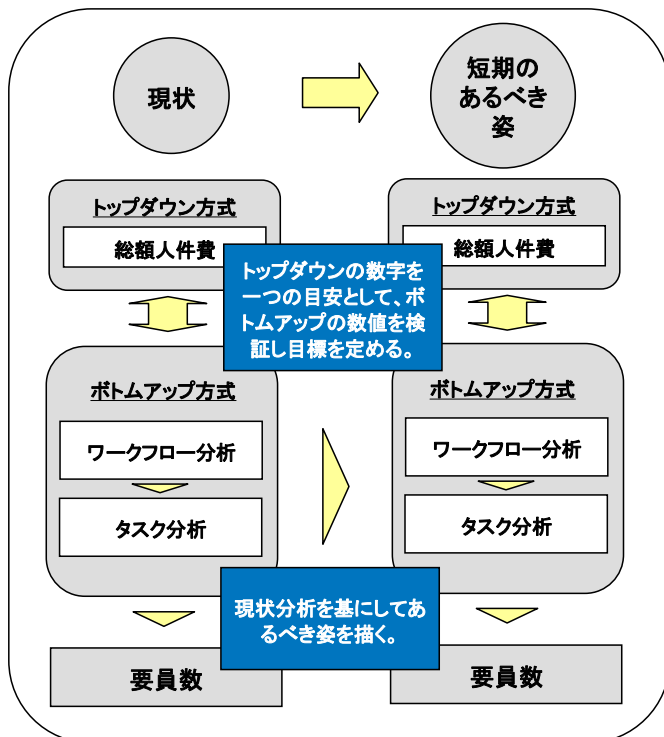 現状
短期の
あるべき
姿
トップダウン方式
総額人件費
トップダウン方式
総額人件費
トップダウンの数字を
一つの目安として、ボ
トムアップの数値を検
証し目標を定める。
ボトムアップ方式
ワークフロー分析
タスク分析
ボトムアップ方式
ワークフロー分析
タスク分析
現状分析を基にしてあ
るべき姿を描く。
要員数
要員数